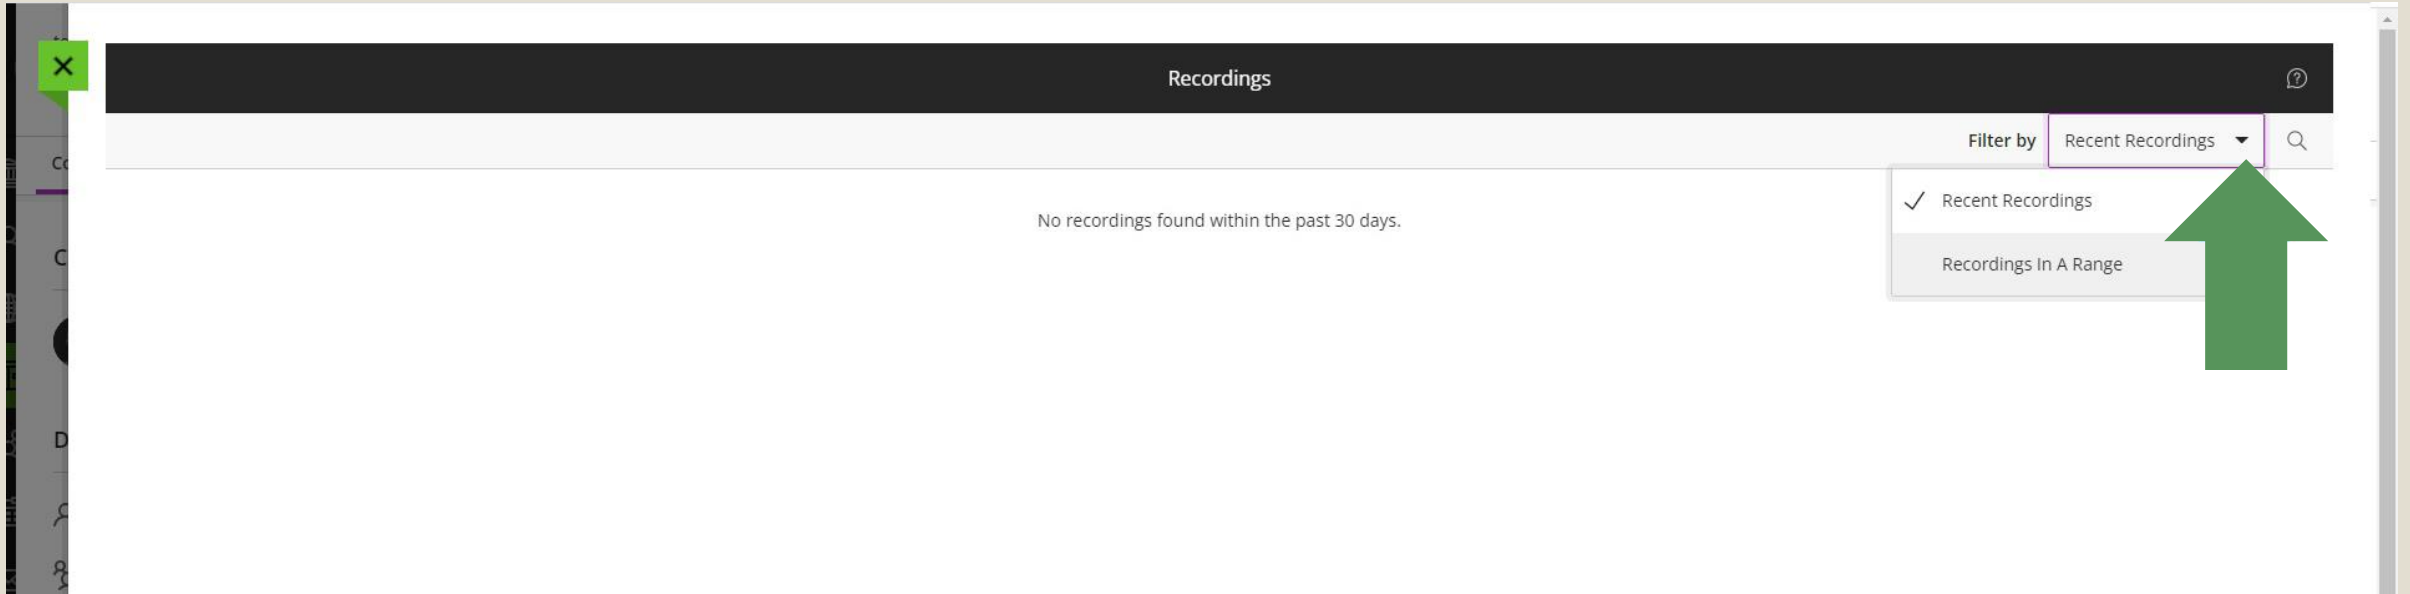 Recordings
Filter by Recent Recordings
Recent Recordings
No recordings found within the past 30 days.
Recordings In A Range